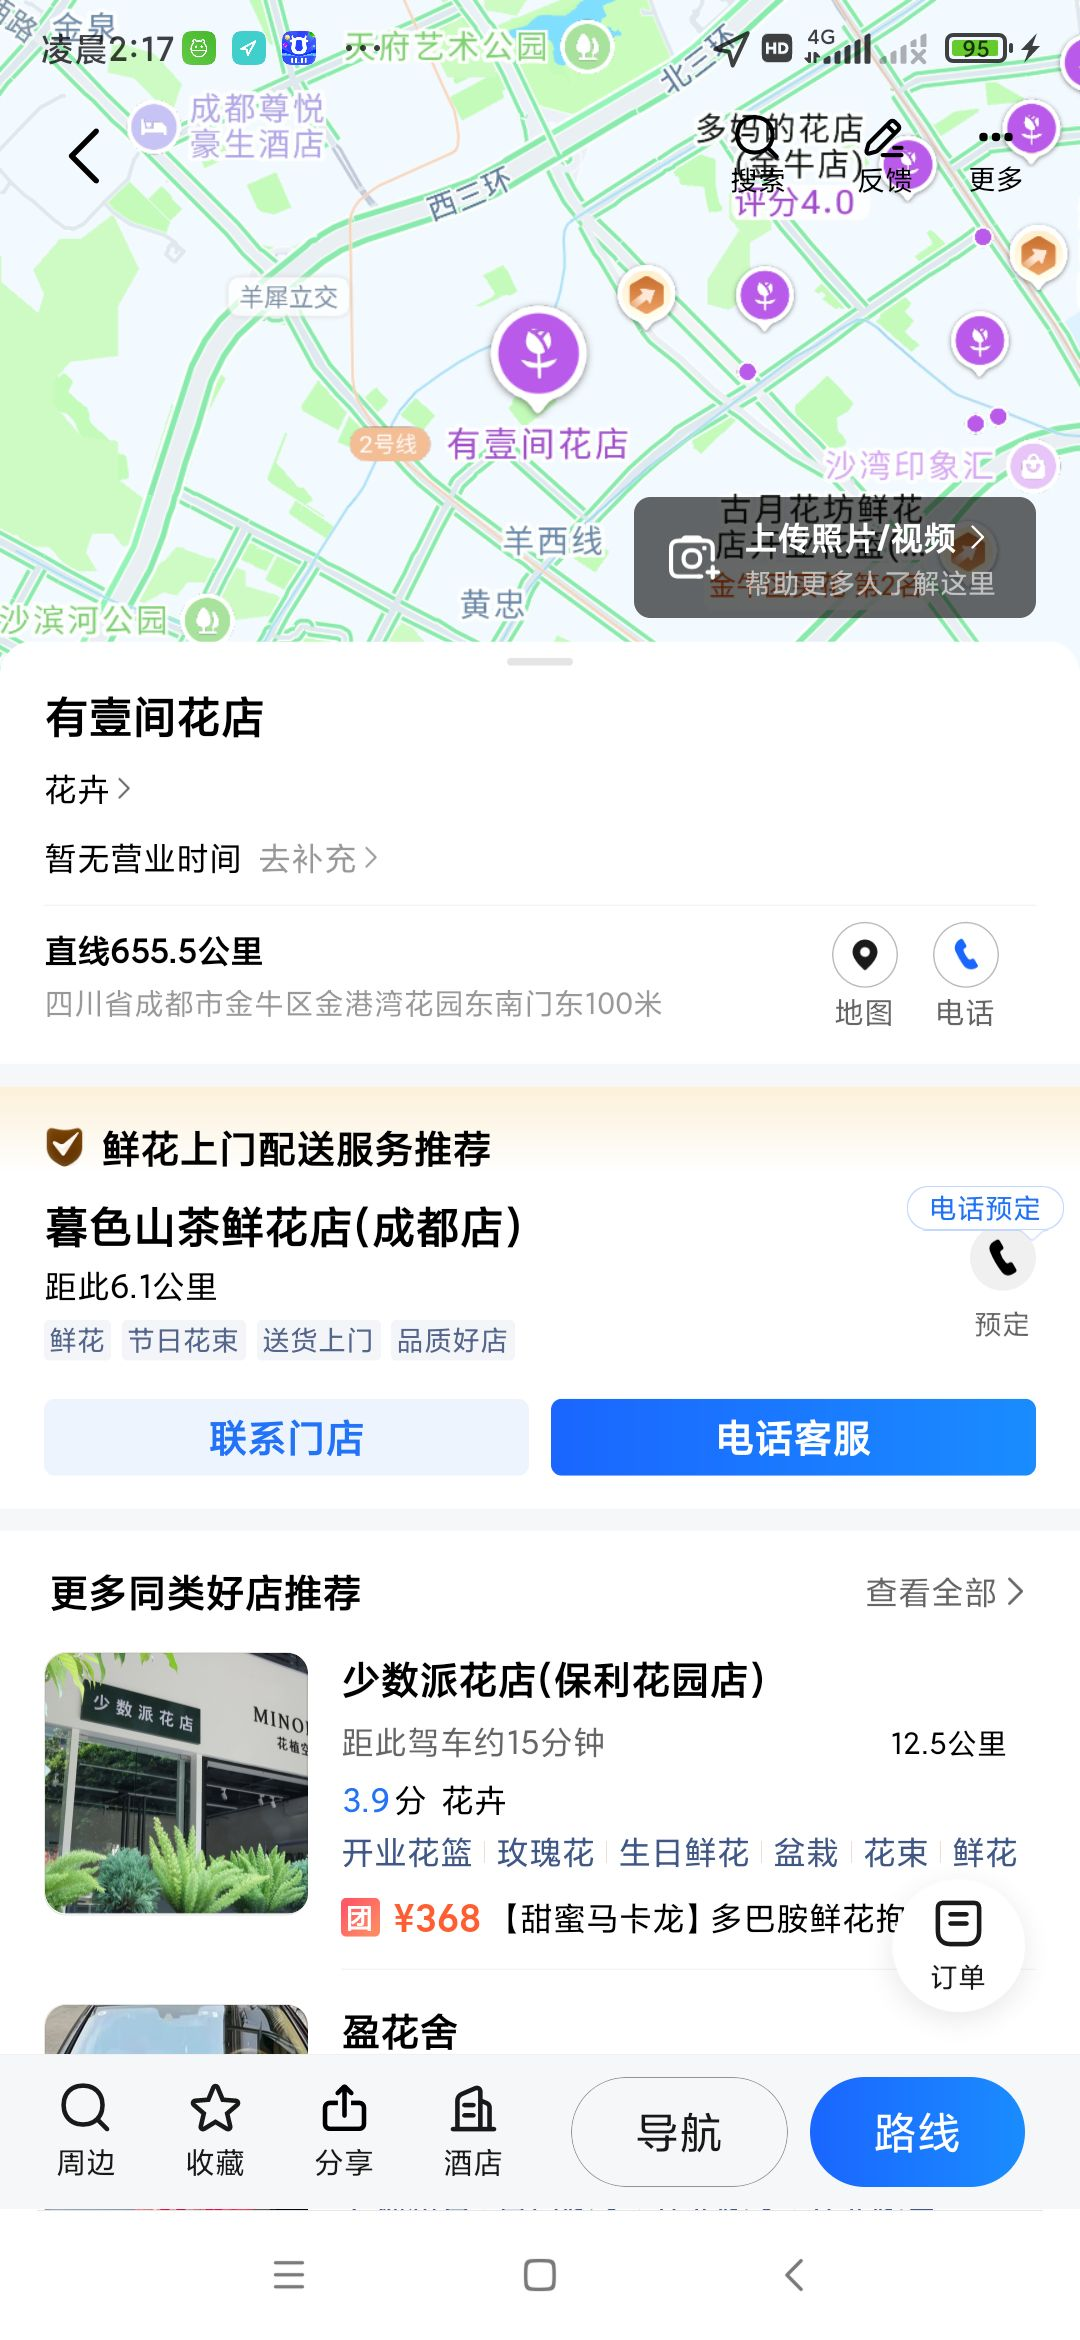 凌晨2:17
HD
4G
95
金泉
天府艺术公园
北三环
成都尊悦
豪生酒店
多妈的花店
(金牛店)
评分4.0
搜索
反馈
更多
西三环
羊犀立交
2号线
有壹间花店
沙湾印象汇
古月花坊鲜花
羊西线
黄忠
沙滨河公园
上传照片/视频
帮助更多人了解这里
有壹间花店
花卉
暂无营业时间 去补充
直线655.5公里
四川省成都市金牛区金港湾花园东南门东100米
地图
电话
鲜花上门配送服务推荐
暮色山茶鲜花店(成都店)
电话预定
距此6.1公里
预定
鲜花 节日花束 送货上门 品质好店
联系门店
电话客服
更多同类好店推荐
查看全部
少数派花店
MINO
花植空
少数派花店(保利花园店)
距此驾车约15分钟
12.5公里
3.9分 花卉
开业花篮 玫瑰花 生日鲜花 盆栽 花束 鲜花
团 ¥368 【甜蜜马卡龙】多巴胺鲜花抱
订单
盈花舍
周边
收藏
分享
酒店
导航
路线